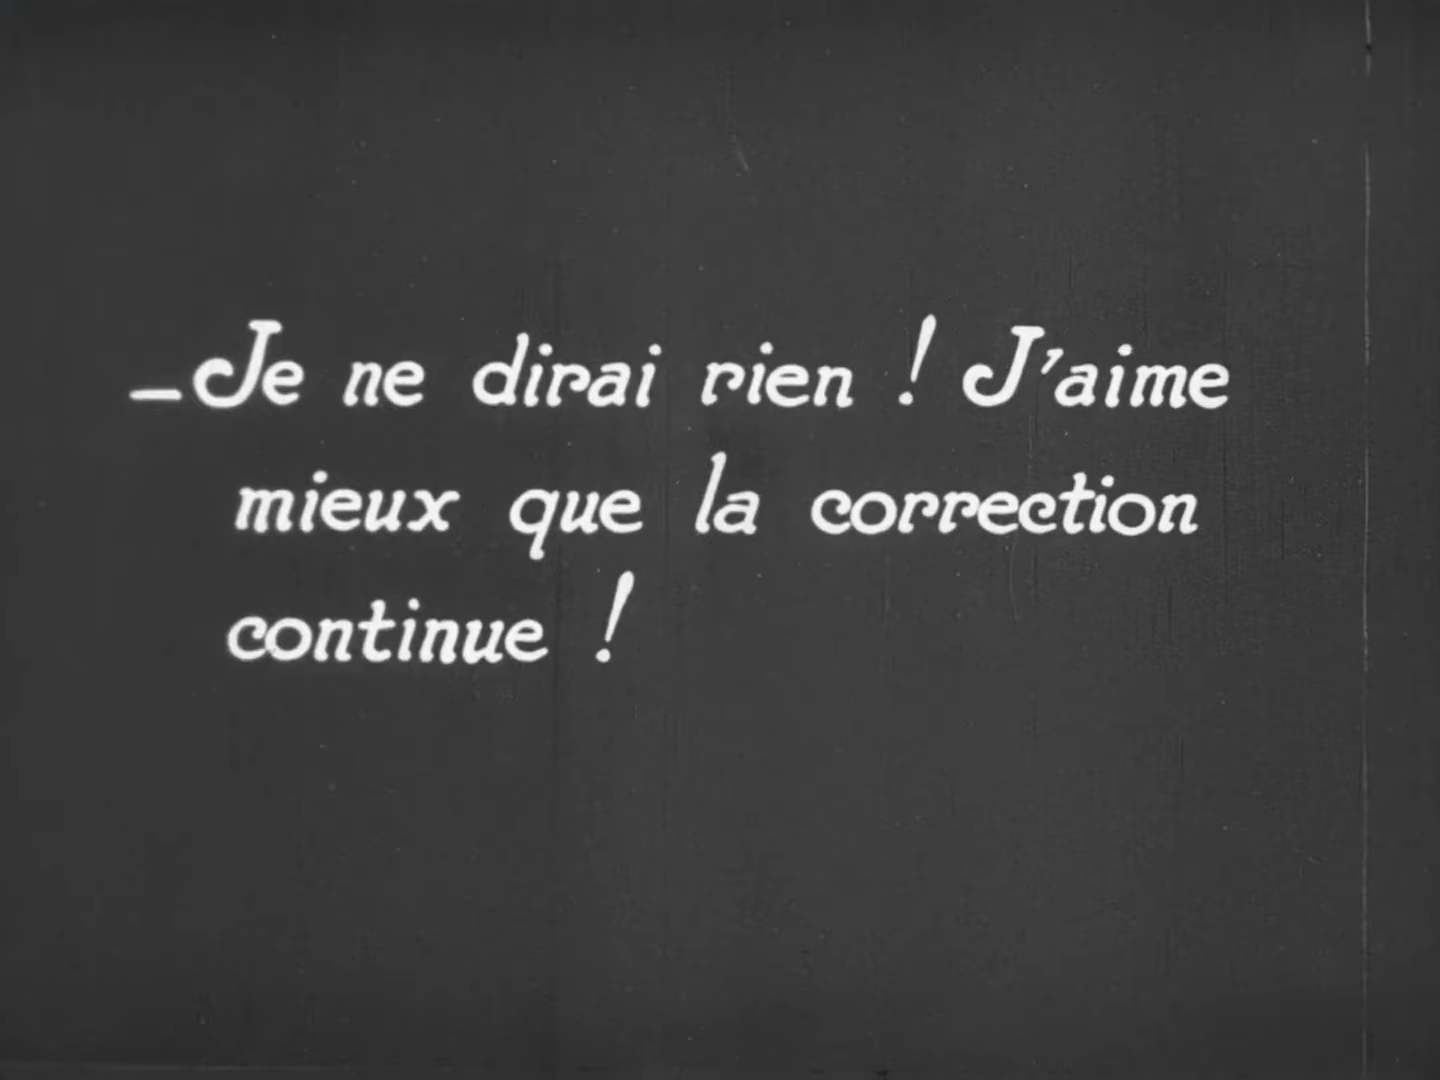 – Je ne dirai rien ! J'aime
mieux que la correction
continue !